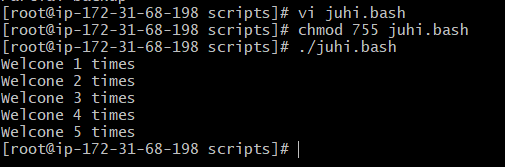 [root@ip-172-31-68-198 scripts]# vi juhi.bash
[root@ip-172-31-68-198 scripts]# chmod 755 juhi.bash
[root@ip-172-31-68-198 scripts]# ./juhi.bash
Welcone 1 times
Welcone 2 times
Welcone 3 times
Welcone 4 times
Welcone 5 times
[root@ip-172-31-68-198 scripts]#